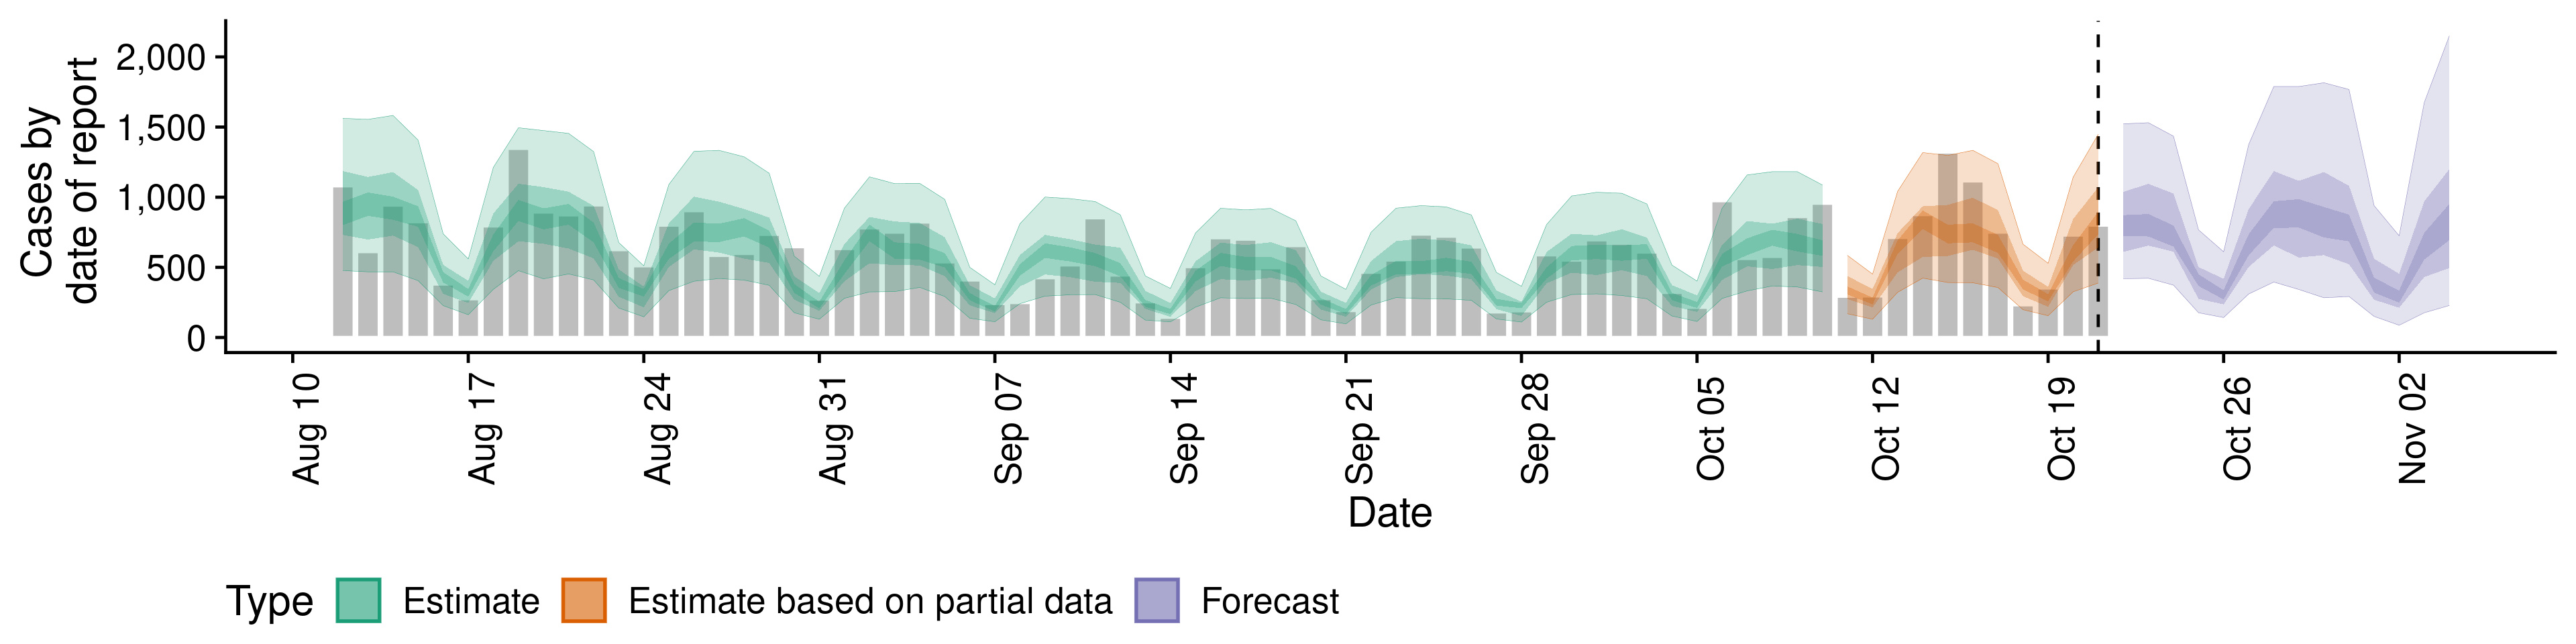 Cases by
date of report
2,000
1,500
1,000
500
0
Aug 10
Aug 17
Aug 24
Aug 31
Sep 07
Sep 14
Sep 21
Sep 28
Oct 05
Oct 12
Oct 19
Oct 26
Nov 02
Date
Type Estimate Estimate based on partial data Forecast